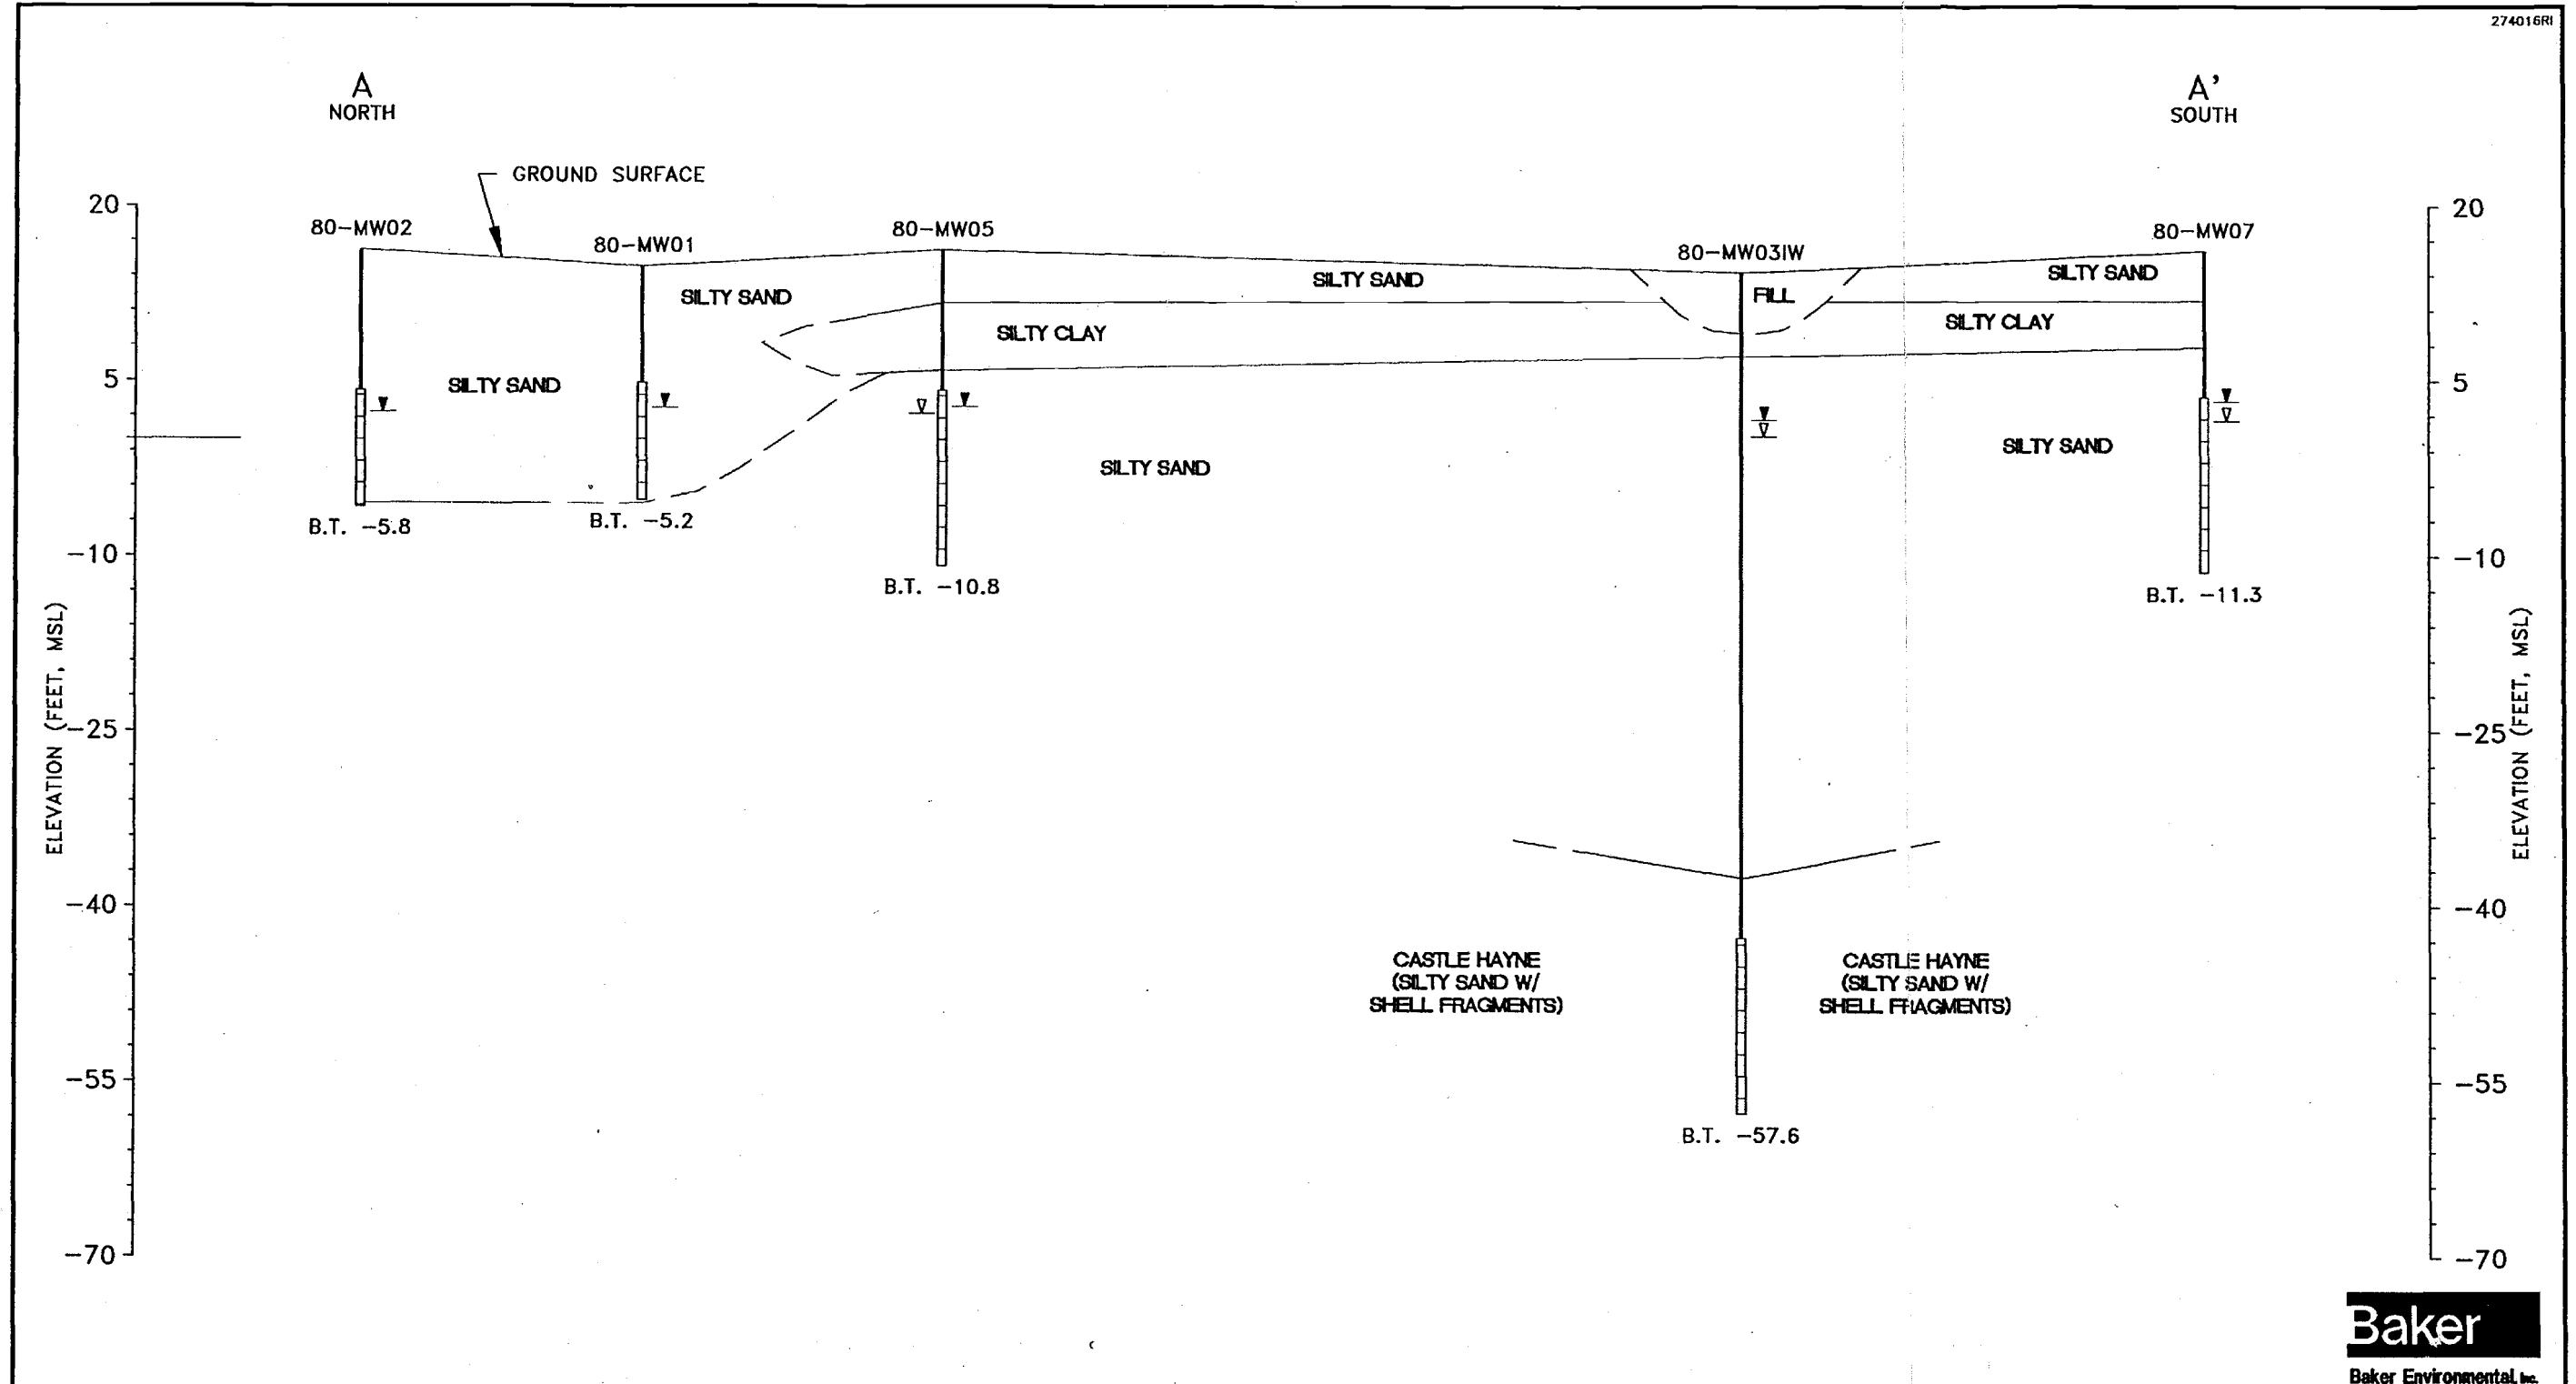 274016RI
A
NORTH
A'
SOUTH
GROUND SURFACE
20
20
80-MW02
80-MW01
80-MW05
80-MW03IW
80-MW07
SILTY SAND
SILTY SAND
FILL
SILTY SAND
SILTY CLAY
SILTY CLAY
5
SILTY SAND
5
SILTY SAND
SILTY SAND
B.T. -5.8
B.T. -5.2
-10
-10
B.T. -10.8
B.T. -11.3
ELEVATION (FEET, MSL)
ELEVATION (FEET, MSL)
-25
-25
-40
-40
CASTLE HAYNE
(SILTY SAND W/
SHELL FRAGMENTS)
CASTLE HAYNE
(SILTY SAND W/
SHELL FRAGMENTS)
-55
-55
B.T. -57.6
-70
-70
Baker
Baker Environmental, Inc.